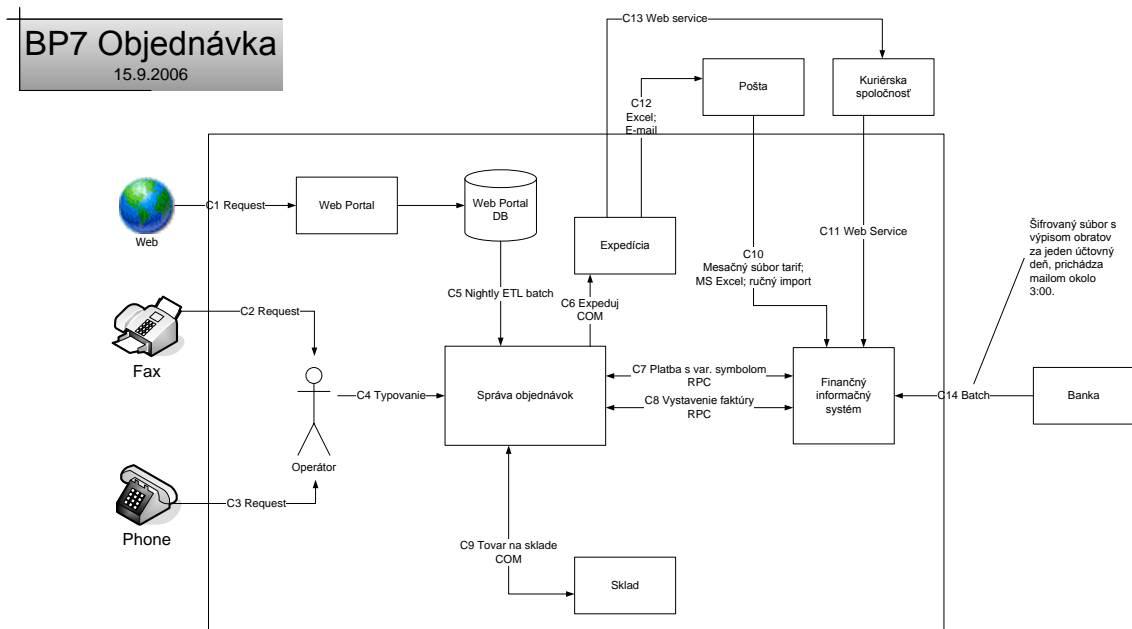 BP7 Objednávka
15.9.2006
C13 Web service
Pošta
Kuriérska
spoločnosť
C12
Excel;
E-mail
C1 Request
Web Portal
Web Portal
DB
Web
Expedícia
C11 Web Service
Šifrovaný súbor s
výpisom obratov
za jeden účtovný
deň, prichádza
mailom okolo
3:00.
C10
Mesačný súbor tarif;
MS Excel; ručný import
C5 Nightly ETL batch
C6 Expeduj
COM
C2 Request
Fax
C7 Platba s var. symbolom
RPC
C4 Typovanie
Správa objednávok
C8 Vystavenie faktúry
RPC
Finančný
informačný
systém
C14 Batch
Banka
Operátor
C3 Request
Phone
C9 Tovar na sklade
COM
Sklad